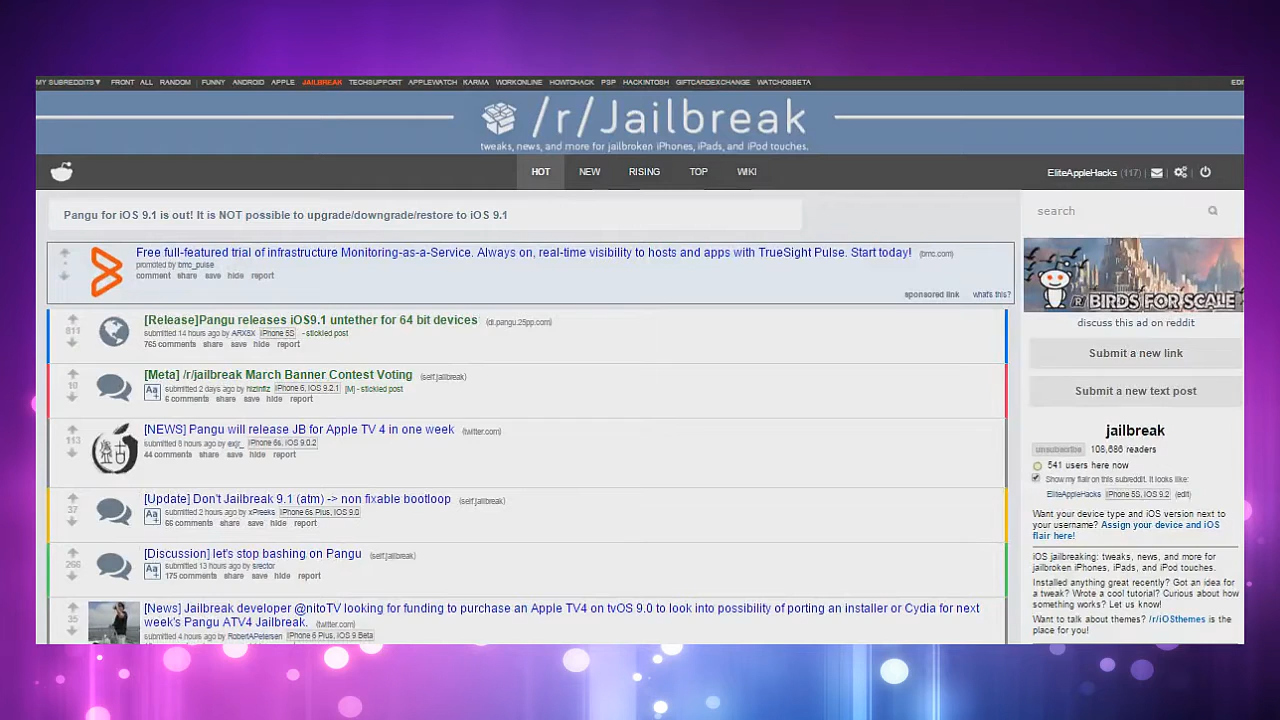 MY SUBREDDITS▼ FRONT ALL RANDOM | FUNNY ANDROID APPLE JAILBREAK TECHSUPPORT APPLEWATCH KARMA WORKONLINE HOWTOHACK PSP HACKINTOSH GIFTCARDEXCHANGE WATCHOSBETA
/r/Jailbreak
tweaks, news, and more for jailbroken iPhones, iPads, and iPod touches.
HOT NEW RISING TOP WIKI
EliteAppleHacks (117)
Pangu for iOS 9.1 is out! It is NOT possible to upgrade/downgrade/restore to iOS 9.1
Free full-featured trial of infrastructure Monitoring-as-a-Service. Always on, real-time visibility to hosts and apps with TrueSight Pulse. Start today! (bmc.com)
promoted by bmc_pulse
comment share save hide report
sponsored link what's this?
811
[Release]Pangu releases iOS9.1 untether for 64 bit devices (dl.pangu.25pp.com)
submitted 14 hours ago by ARX8X iPhone 5S - stickied post
765 comments share save hide report
10
[Meta] /r/jailbreak March Banner Contest Voting (self.jailbreak)
Aa+ submitted 2 days ago by hizinfiz iPhone 6, iOS 9.2.1 [M] - stickied post
6 comments share save hide report
113
[NEWS] Pangu will release JB for Apple TV 4 in one week (twitter.com)
submitted 8 hours ago by exjr_ iPhone 6s, iOS 9.0.2
44 comments share save hide report
37
[Update] Don't Jailbreak 9.1 (atm) -> non fixable bootloop (self.jailbreak)
Aa+ submitted 2 hours ago by xPreeks iPhone 6s Plus, iOS 9.0
66 comments share save hide report
266
[Discussion] let's stop bashing on Pangu (self.jailbreak)
Aa+ submitted 13 hours ago by srector
175 comments share save hide report
35
[News] Jailbreak developer @nitoTV looking for funding to purchase an Apple TV4 on tvOS 9.0 to look into possibility of porting an installer or Cydia for next
week's Pangu ATV4 Jailbreak. (twitter.com)
submitted 4 hours ago by RobertAPetersen iPhone 6 Plus, iOS 9 Beta
search
/r/ BIRDS FOR SCALE
discuss this ad on reddit
Submit a new link
Submit a new text post
jailbreak
unsubscribe 108,686 readers
541 users here now
Show my flair on this subreddit. It looks like:
EliteAppleHacks iPhone 5S, iOS 9.2 (edit)
Want your device type and iOS version next
to your username? Assign your device and iOS
flair here!
iOS jailbreaking: tweaks, news, and more for
jailbroken iPhones, iPads, and iPod touches.
Installed anything great recently? Got an idea for
a tweak? Wrote a cool tutorial? Curious about how
something works? Let us know!
Want to talk about themes? /r/iOSthemes is the
place for you!